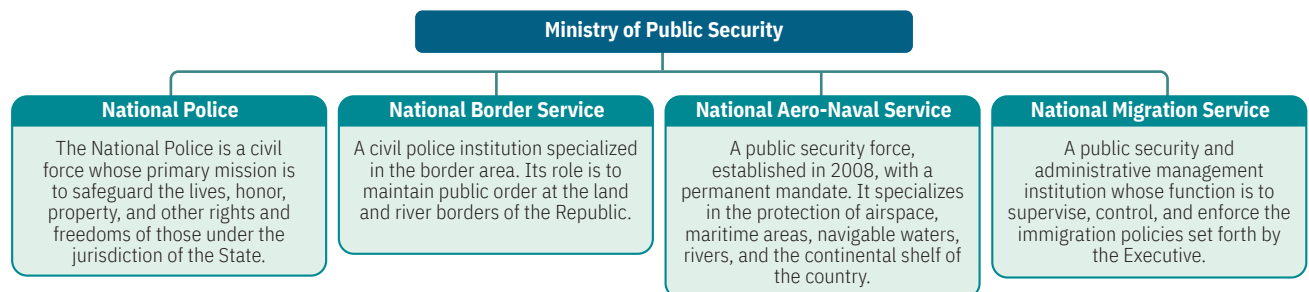 Ministry of Public Security
National Police
The National Police is a civil
force whose primary mission is
to safeguard the lives, honor,
property, and other rights and
freedoms of those under the
jurisdiction of the State.
National Border Service
A civil police institution specialized
in the border area. Its role is to
maintain public order at the land
and river borders of the Republic.
National Aero-Naval Service
A public security force,
established in 2008, with a
permanent mandate. It specializes
in the protection of airspace,
maritime areas, navigable waters,
rivers, and the continental shelf of
the country.
National Migration Service
A public security and
administrative management
institution whose function is to
supervise, control, and enforce the
immigration policies set forth by
the Executive.